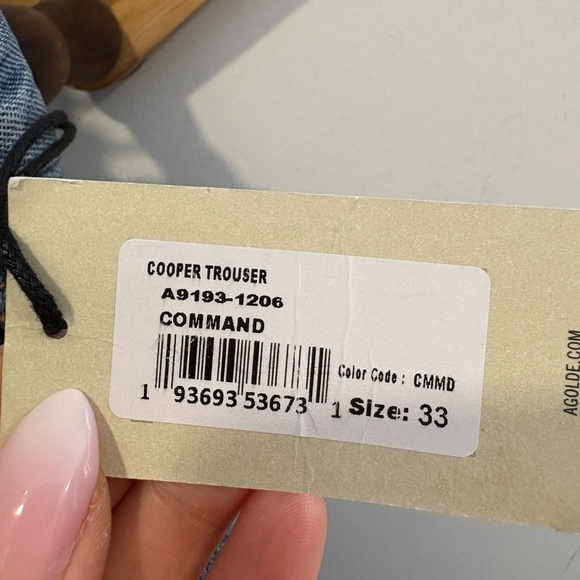 COOPER TROUSER
A9193-1206
COMMAND
Color Code : CMMD
1 93693 53673 1
Size: 33
AGOLDE.COM